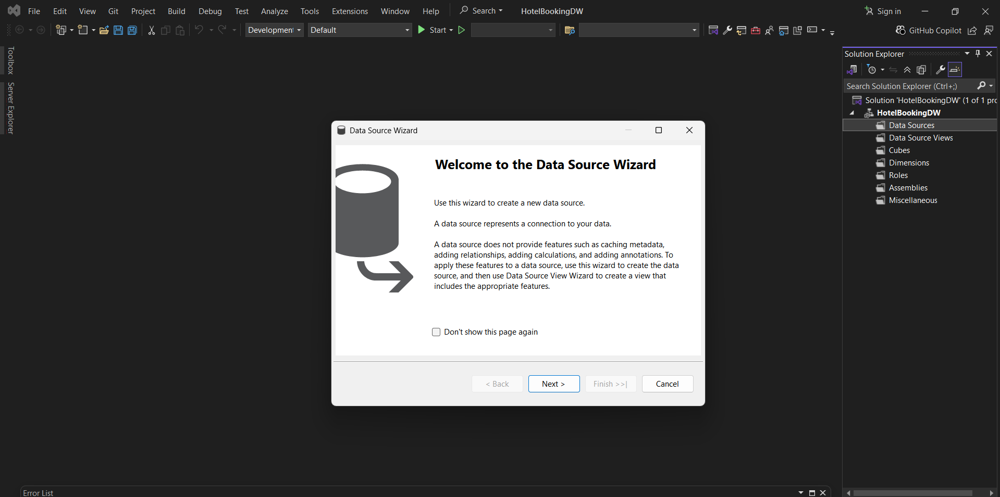 File Edit View Git Project Build Debug Test Analyze Tools Extensions Window Help Search HotelBookingDW Sign in
Development Default Start GitHub Copilot
Toolbox
Server Explorer
Solution Explorer
Search Solution Explorer (Ctrl+;)
Solution 'HotelBookingDW' (1 of 1 pro
HotelBookingDW
Data Sources
Data Source Views
Cubes
Dimensions
Roles
Assemblies
Miscellaneous
Data Source Wizard
Welcome to the Data Source Wizard
Use this wizard to create a new data source.
A data source represents a connection to your data.
A data source does not provide features such as caching metadata,
adding relationships, adding calculations, and adding annotations. To
apply these features to a data source, use this wizard to create the data
source, and then use Data Source View Wizard to create a view that
includes the appropriate features.
Don't show this page again
< Back Next > Finish >>| Cancel
Error List